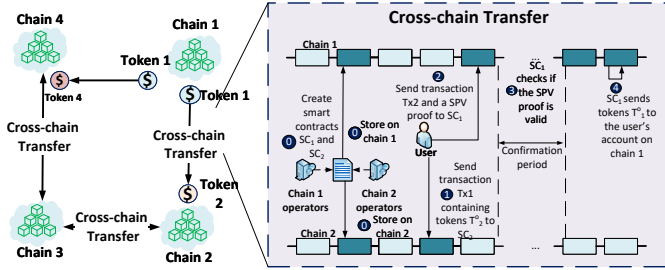 Cross-chain Transfer
Chain 4
Chain 1
Token 1
Token 4
Token 1
Cross-chain
Transfer
Cross-chain
Transfer
Token
2
Cross-chain
Transfer
Chain 3
Chain 2
Chain 1
0
Create
smart
contracts
SC1 and
SC2
0
Store on
chain 1
2
Send transaction
Tx2 and a SPV
proof to SC1
User
Chain 1
operators
Chain 2
operators
0
Store on
chain 2
Send
transaction
1
Tx1
containing
tokens T^o_2 to
SC2
...
SC1
checks if
3
the SPV
proof is
valid
Confirmation
period
4
SC1 sends
tokens T^o_1 to
the user's
account on
chain 1
Chain 2
...